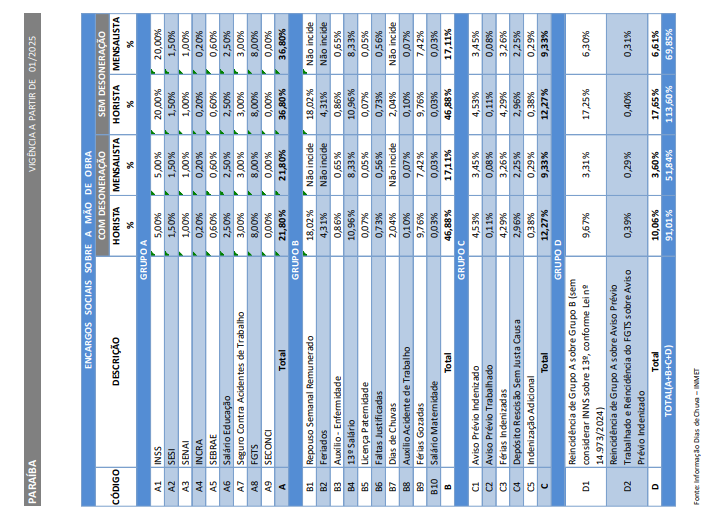 PARAÍBA VIGÊNCIA A PARTIR DE 01/2025
ENCARGOS SOCIAIS SOBRE A MÃO DE OBRA
CÓDIGO DESCRIÇÃO COM DESONERAÇÃO SEM DESONERAÇÃO
HORISTA % MENSALISTA % HORISTA % MENSALISTA %
GRUPO A
A1 INSS 5,00% 5,00% 20,00% 20,00%
A2 SESI 1,50% 1,50% 1,50% 1,50%
A3 SENAI 1,00% 1,00% 1,00% 1,00%
A4 INCRA 0,20% 0,20% 0,20% 0,20%
A5 SEBRAE 0,60% 0,60% 0,60% 0,60%
A6 Salário Educação 2,50% 2,50% 2,50% 2,50%
A7 Seguro Contra Acidentes de Trabalho 3,00% 3,00% 3,00% 3,00%
A8 FGTS 8,00% 8,00% 8,00% 8,00%
A9 SECONCI 0,00% 0,00% 0,00% 0,00%
A Total 21,80% 21,80% 36,80% 36,80%
GRUPO B
B1 Repouso Semanal Remunerado 18,02% Não incide 18,02% Não incide
B2 Feriados 4,31% Não incide 4,31% Não incide
B3 Auxílio - Enfermidade 0,86% 0,65% 0,86% 0,65%
B4 13º Salário 10,96% 8,33% 10,96% 8,33%
B5 Licença Paternidade 0,07% 0,05% 0,07% 0,05%
B6 Faltas Justificadas 0,73% 0,56% 0,73% 0,56%
B7 Dias de Chuvas 2,04% Não incide 2,04% Não incide
B8 Auxílio Acidente de Trabalho 0,10% 0,07% 0,10% 0,07%
B9 Férias Gozadas 9,76% 7,42% 9,76% 7,42%
B10 Salário Maternidade 0,03% 0,03% 0,03% 0,03%
B Total 46,88% 17,11% 46,88% 17,11%
GRUPO C
C1 Aviso Prévio Indenizado 4,53% 3,45% 4,53% 3,45%
C2 Aviso Prévio Trabalhado 0,11% 0,08% 0,11% 0,08%
C3 Férias Indenizadas 4,29% 3,26% 4,29% 3,26%
C4 Depósito Rescisão Sem Justa Causa 2,96% 2,25% 2,96% 2,25%
C5 Indenização Adicional 0,38% 0,29% 0,38% 0,29%
C Total 12,27% 9,33% 12,27% 9,33%
GRUPO D
D1 Reincidência de Grupo A sobre Grupo B (sem
considerar INNS sobre 13º, conforme Lei nº
14.973/2024) 9,67% 3,31% 17,25% 6,30%
D2 Reincidência de Grupo A sobre Aviso Prévio
Trabalhado e Reincidência do FGTS sobre Aviso
Prévio Indenizado 0,39% 0,29% 0,40% 0,31%
D Total 10,06% 3,60% 17,65% 6,61%
TOTAL(A+B+C+D) 91,01% 51,84% 113,60% 69,85%
Fonte: Informação Dias de Chuva – INMET